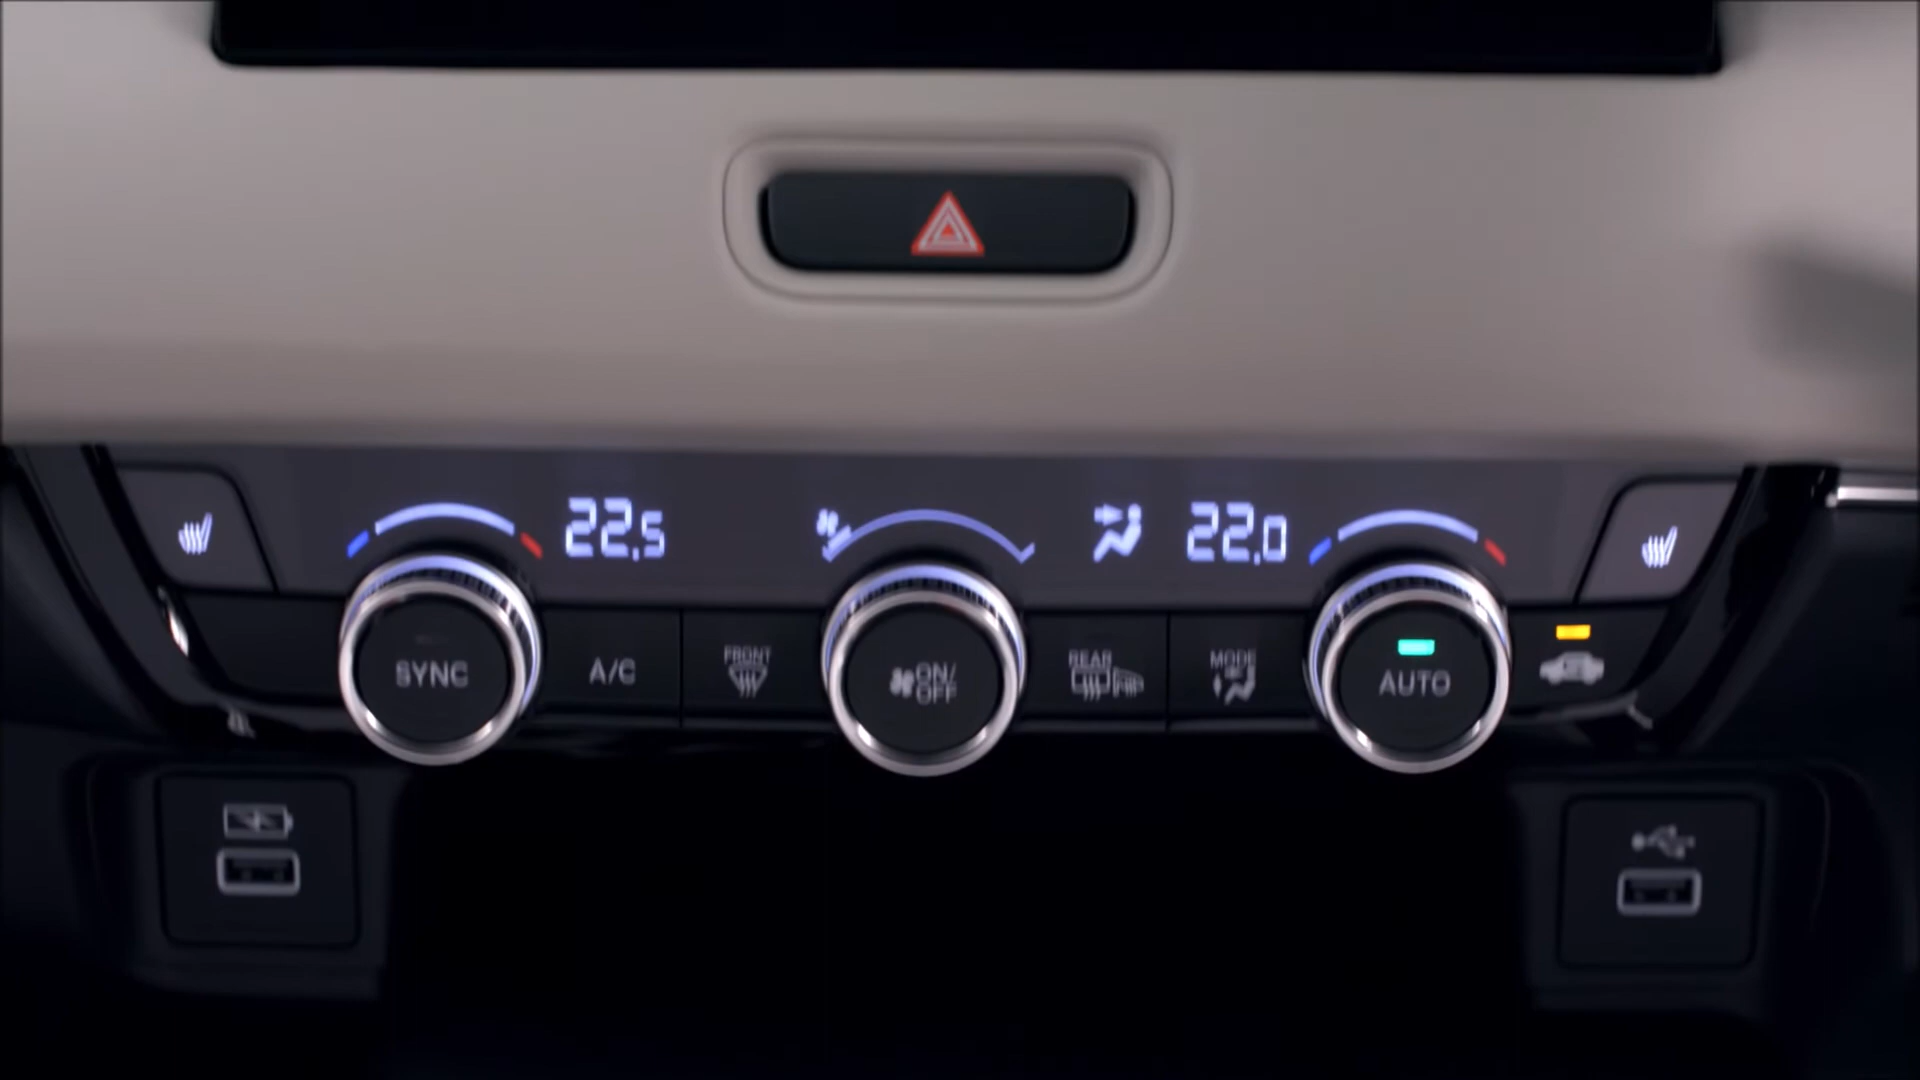 22.5
22.0
SYNC
A/C
FRONT
ON/
OFF
REAR
MODE
AUTO